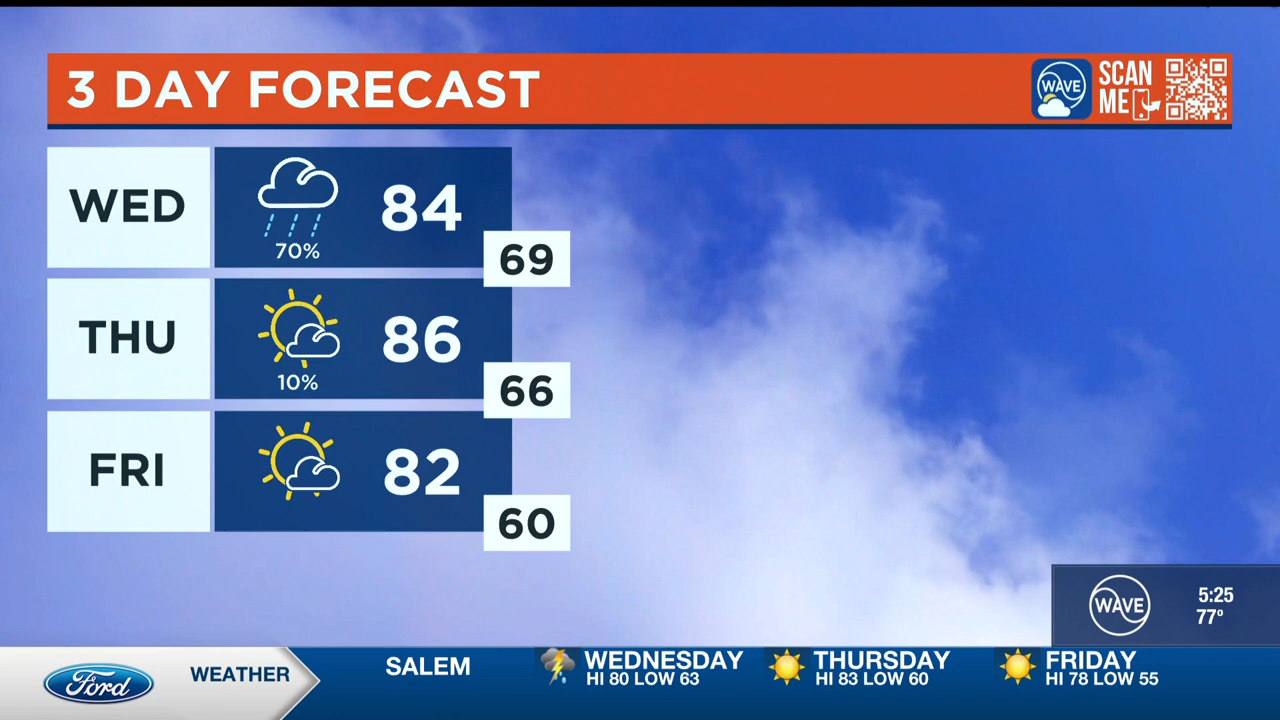 3 DAY FORECAST
WAVE
SCAN
ME
WED
70%
84
69
THU
10%
86
66
FRI
82
60
WAVE
5:25
77º
Ford
WEATHER
SALEM
WEDNESDAY
HI 80 LOW 63
THURSDAY
HI 83 LOW 60
FRIDAY
HI 78 LOW 55